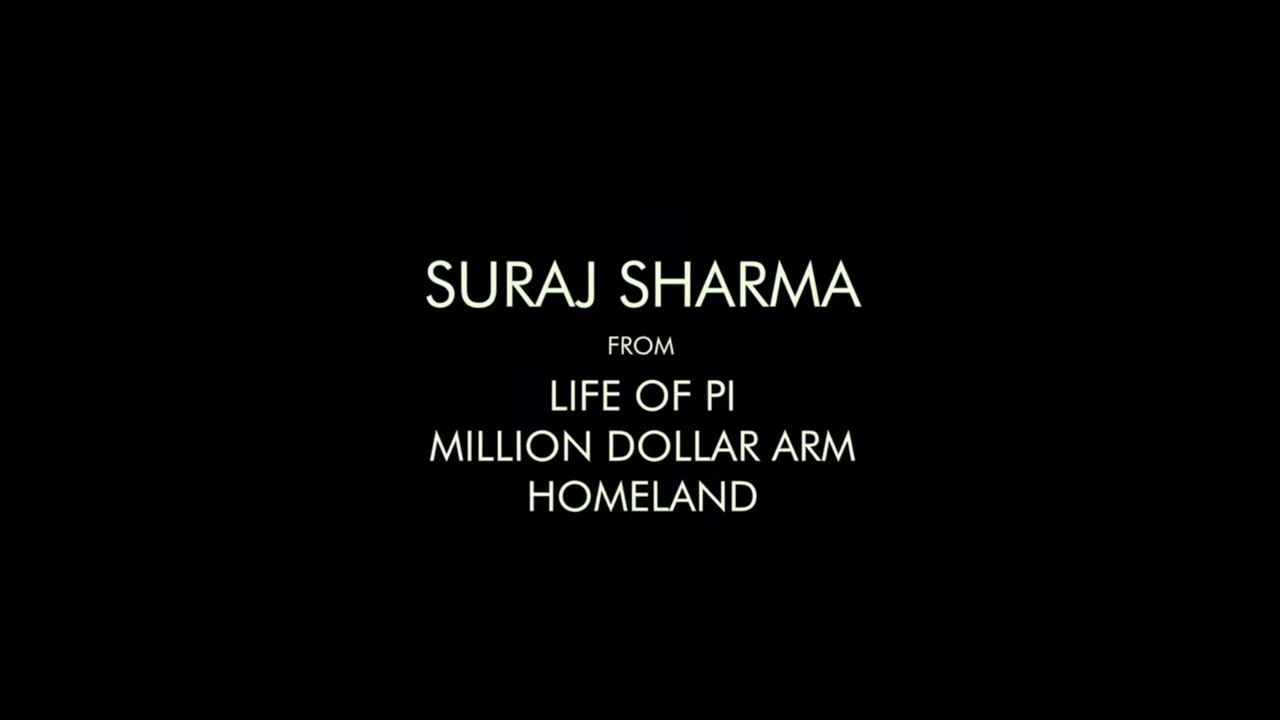 SURAJ SHARMA
FROM
LIFE OF PI
MILLION DOLLAR ARM
HOMELAND